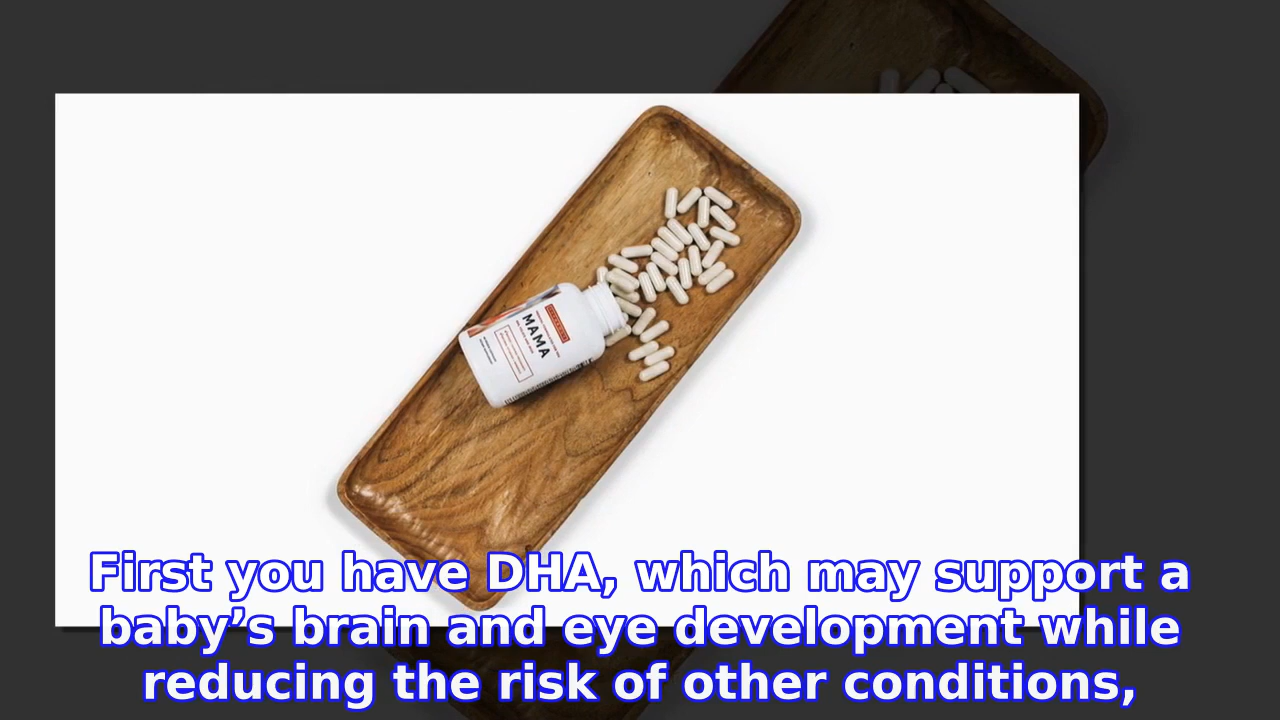 MAMA
First you have DHA, which may support a
baby’s brain and eye development while
reducing the risk of other conditions,